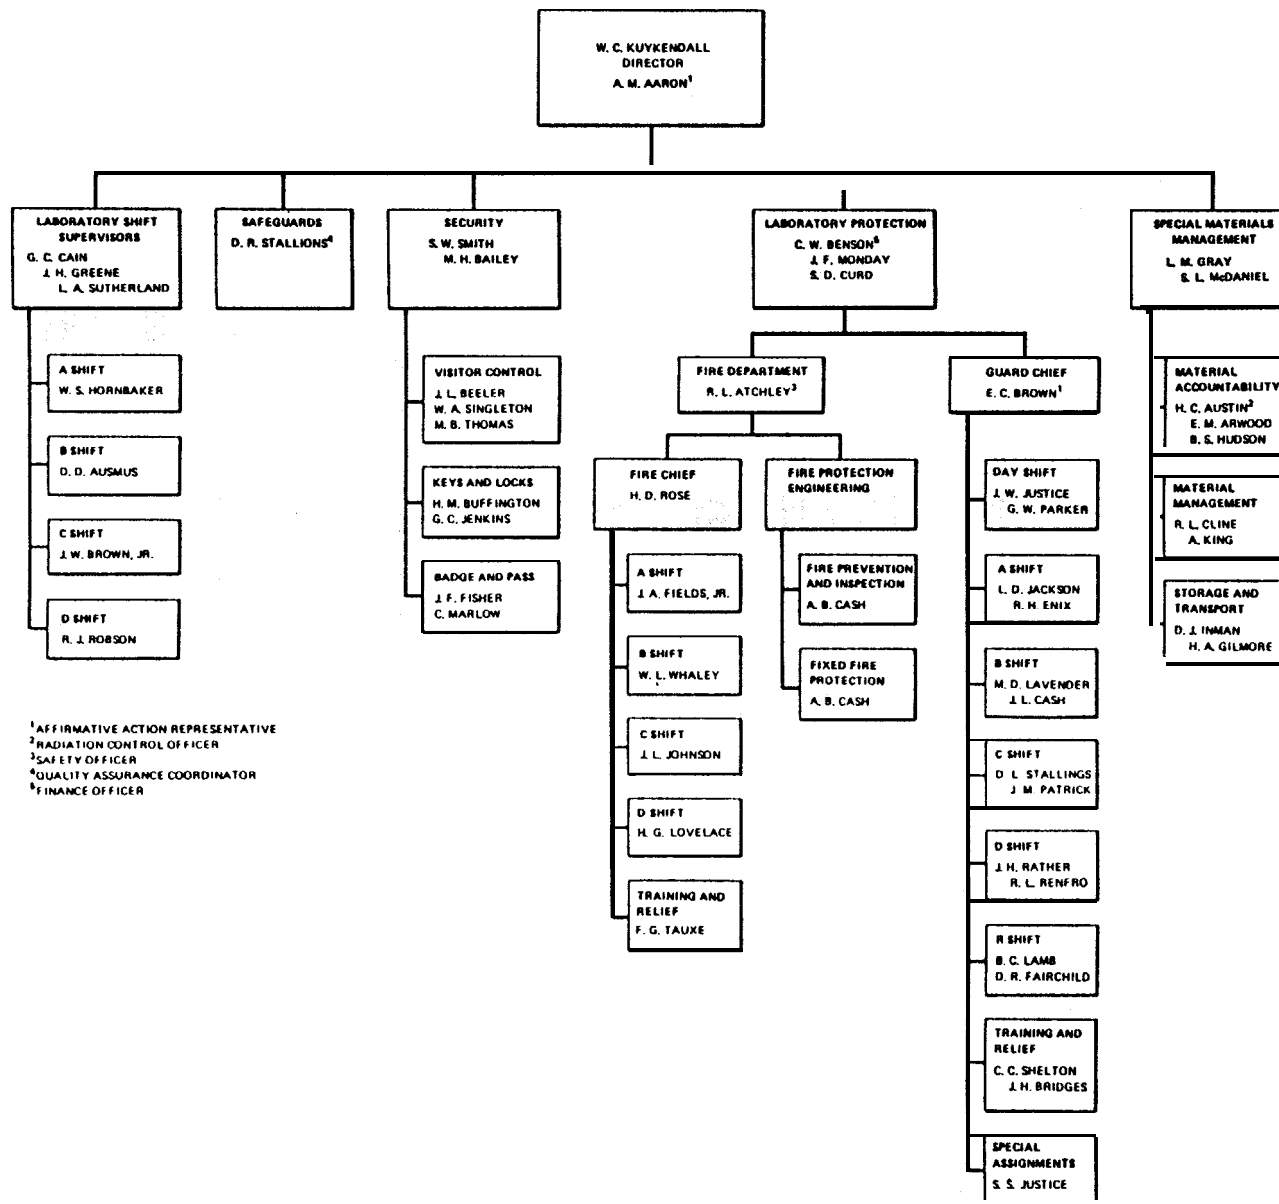 W. C. KUYKENDALL
DIRECTOR
A. M. AARON¹
LABORATORY SHIFT
SUPERVISORS
G. C. CAIN
J. H. GREENE
L. A. SUTHERLAND
A SHIFT
W. S. HORNBAKER
B SHIFT
D. D. AUSMUS
C SHIFT
J. W. BROWN, JR.
D SHIFT
R. J. ROBSON
SAFEGUARDS
D. R. STALLIONS⁴
SECURITY
S. W. SMITH
M. H. BAILEY
VISITOR CONTROL
J. L. BEELER
W. A. SINGLETON
M. B. THOMAS
KEYS AND LOCKS
H. M. BUFFINGTON
G. C. JENKINS
BADGE AND PASS
J. F. FISHER
C. MARLOW
LABORATORY PROTECTION
C. W. BENSON⁵
J. F. MONDAY
S. D. CURD
FIRE DEPARTMENT
R. L. ATCHLEY³
FIRE CHIEF
H. D. ROSE
A SHIFT
J. A. FIELDS, JR.
B SHIFT
W. L. WHALEY
C SHIFT
J. L. JOHNSON
D SHIFT
H. G. LOVELACE
TRAINING AND
RELIEF
F. G. TAUXE
FIRE PROTECTION
ENGINEERING
FIRE PREVENTION
AND INSPECTION
A. B. CASH
FIXED FIRE
PROTECTION
A. B. CASH
GUARD CHIEF
E. C. BROWN¹
DAY SHIFT
J. W. JUSTICE
G. W. PARKER
A SHIFT
L. D. JACKSON
R. H. ENIX
B SHIFT
M. D. LAVENDER
J. L. CASH
C SHIFT
D. L. STALLINGS
J. M. PATRICK
D SHIFT
J. H. RATHER
R. L. RENFRO
R SHIFT
B. C. LAMB
D. R. FAIRCHILD
TRAINING AND
RELIEF
C. C. SHELTON
J. H. BRIDGES
SPECIAL
ASSIGNMENTS
S. S. JUSTICE
SPECIAL MATERIALS
MANAGEMENT
L. M. GRAY
S. L. McDANIEL
MATERIAL
ACCOUNTABILITY
H. C. AUSTIN²
E. M. ARWOOD
B. S. HUDSON
MATERIAL
MANAGEMENT
R. L. CLINE
A. KING
STORAGE AND
TRANSPORT
D. J. INMAN
H. A. GILMORE
¹AFFIRMATIVE ACTION REPRESENTATIVE
²RADIATION CONTROL OFFICER
³SAFETY OFFICER
⁴QUALITY ASSURANCE COORDINATOR
⁵FINANCE OFFICER